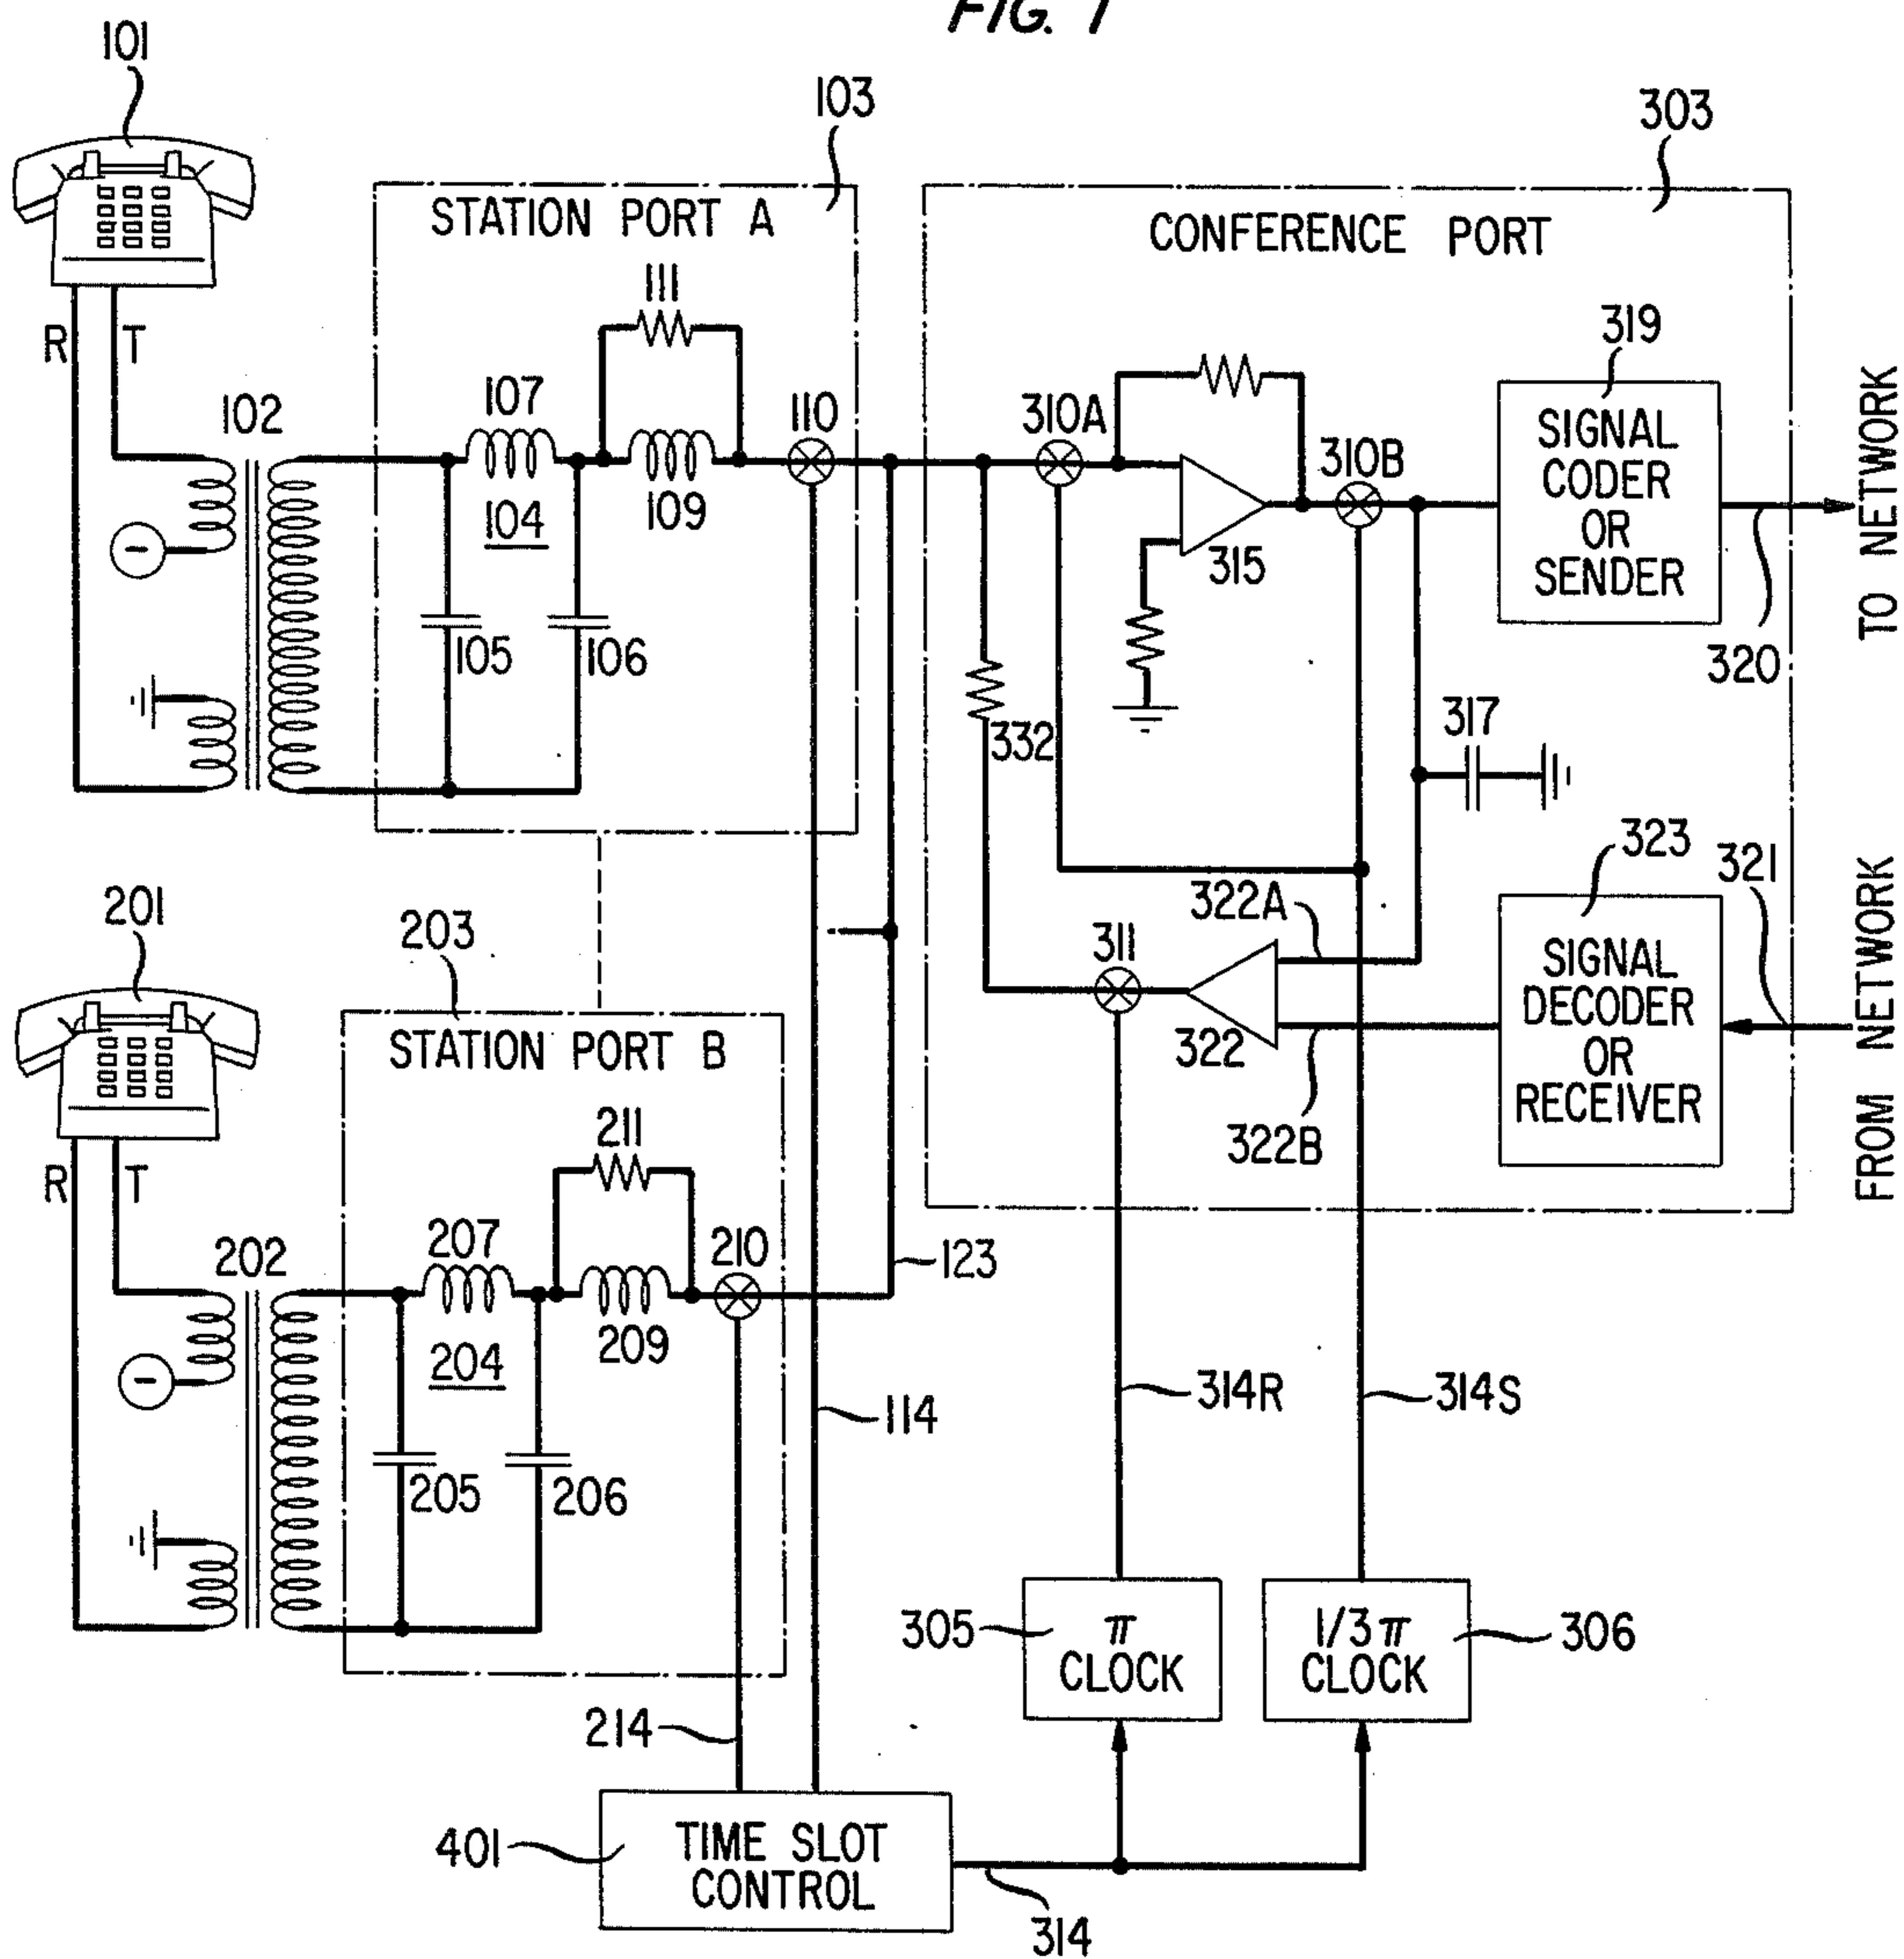 FIG. 1
101
103
303
STATION PORT A
CONFERENCE PORT
111
R
T
319
107
110
310A
102
SIGNAL
CODER
OR
SENDER
310B
104
109
315
TO NETWORK
105
106
320
332
317
323
321
201
203
322A
311
SIGNAL
DECODER
OR
RECEIVER
STATION PORT B
322
FROM NETWORK
211
322B
R
T
207
210
123
202
204
209
314R
314S
114
205
206
305
π
CLOCK
1/3 π
CLOCK
306
214
401
TIME SLOT
CONTROL
314